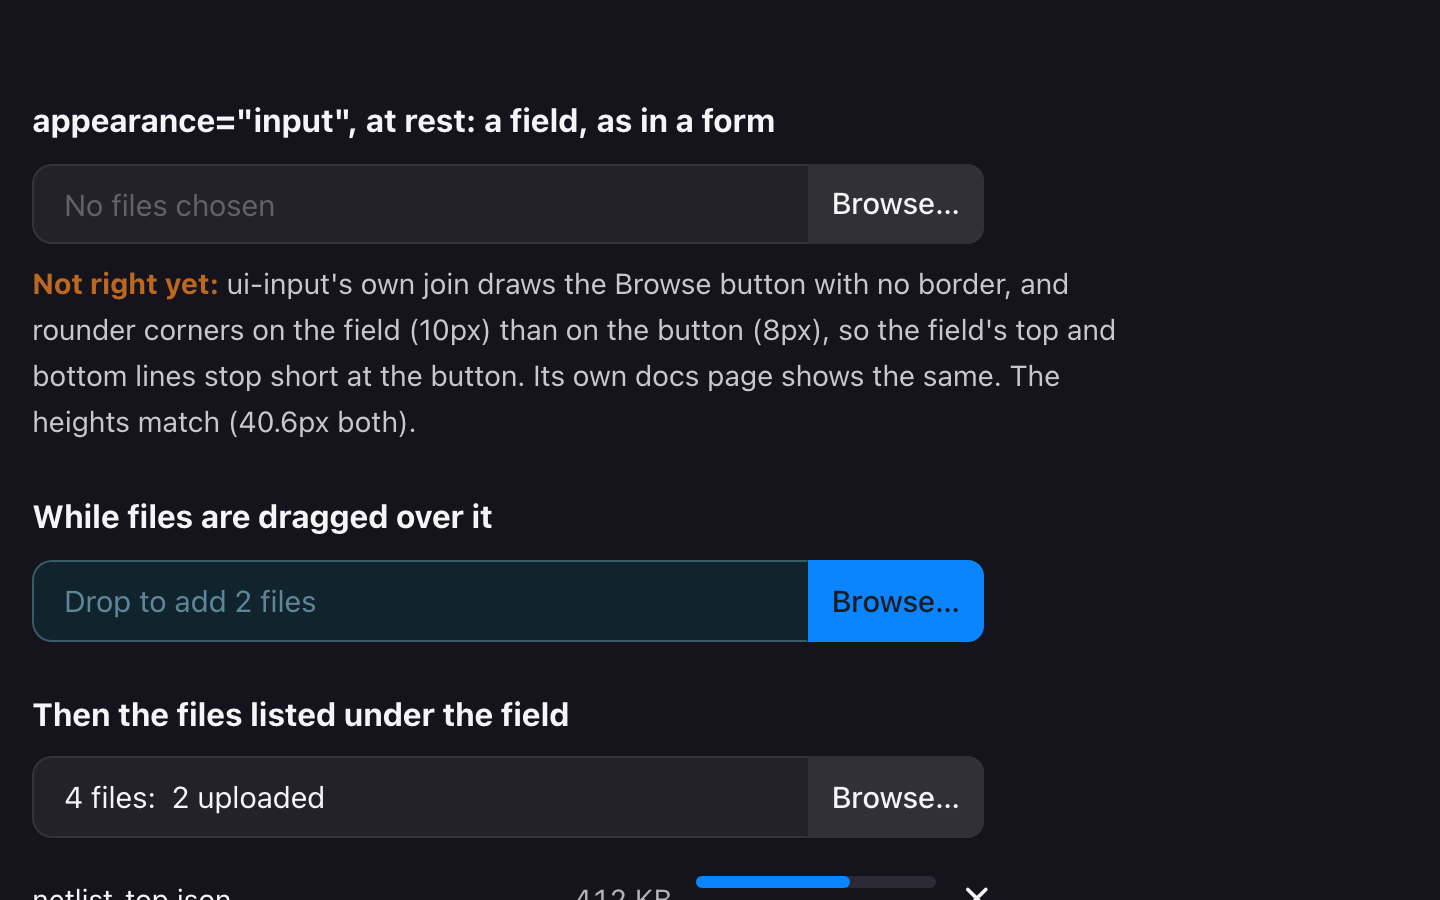 appearance="input", at rest: a field, as in a form
No files chosen
Browse...
Not right yet: ui-input's own join draws the Browse button with no border, and
rounder corners on the field (10px) than on the button (8px), so the field's top and
bottom lines stop short at the button. Its own docs page shows the same. The
heights match (40.6px both).
While files are dragged over it
Drop to add 2 files
Browse...
Then the files listed under the field
4 files:  2 uploaded
Browse...
netlist_top.json
412 KB